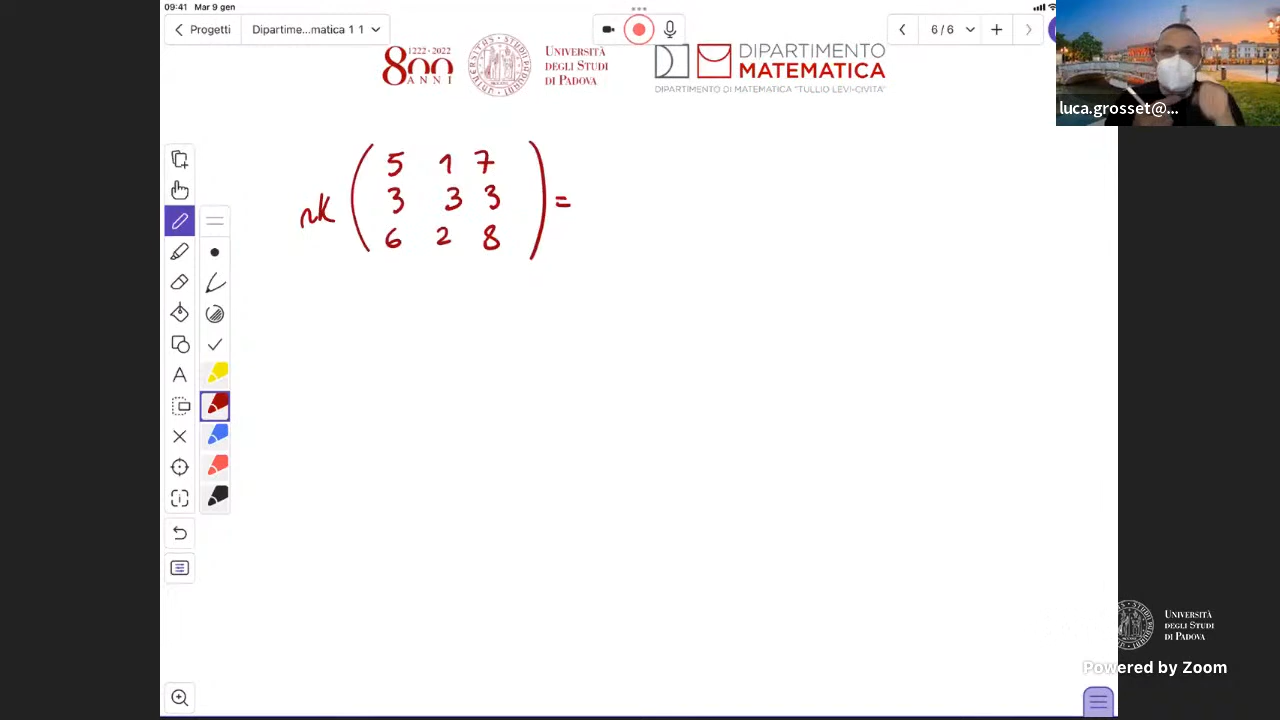 09:41 Mar 9 gen
Progetti
Dipartime...matica 1 1
6/6
800 1222·2022
ANNI
UNIVERSITÀ
DEGLI STUDI
DI PADOVA
DIPARTIMENTO
MATEMATICA
DIPARTIMENTO DI MATEMATICA "TULLIO LEVI-CIVITA"
luca.grosset@...
5 1 7
rk 3 3 3 =
6 2 8
A
UNIVERSITÀ
DEGLI STUDI
DI PADOVA
Powered by Zoom